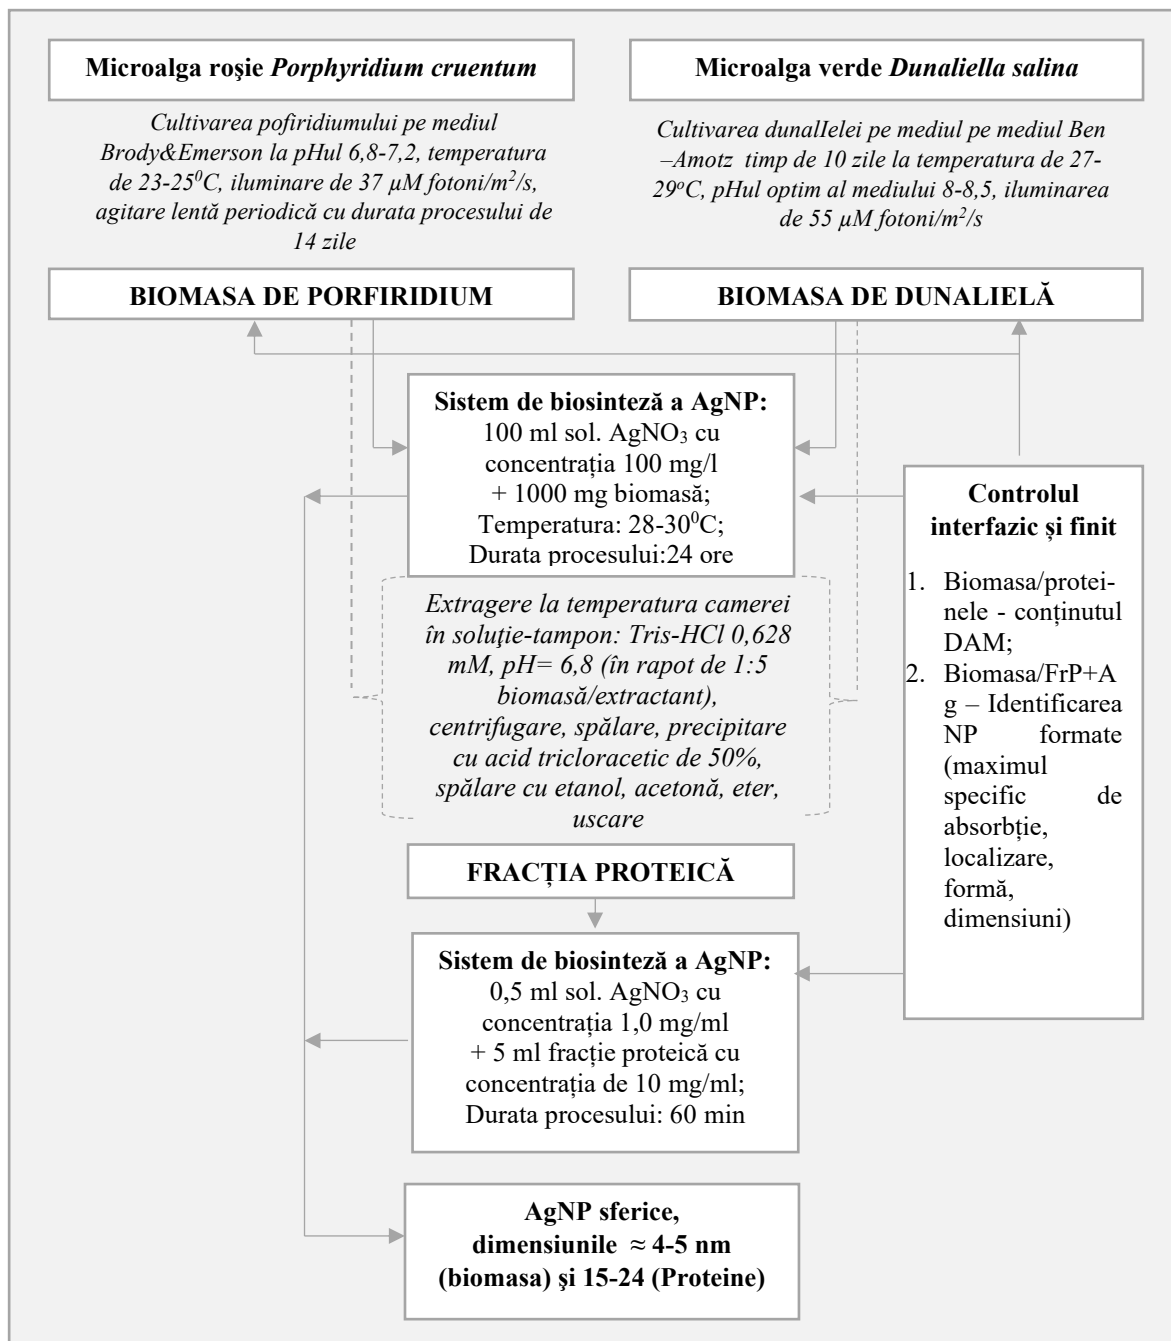 Microalga roşie Porphyridium cruentum
Cultivarea pofiridiumului pe mediul
Brody&Emerson la pHul 6,8-7,2, temperatura
de 23-25⁰C, iluminare de 37 µM fotoni/m²/s,
agitare lentă periodică cu durata procesului de
14 zile
BIOMASA DE PORFIRIDIUM
Microalga verde Dunaliella salina
Cultivarea dunalIelei pe mediul pe mediul Ben
–Amotz timp de 10 zile la temperatura de 27-
29ºC, pHul optim al mediului 8-8,5, iluminarea
de 55 µM fotoni/m²/s
BIOMASA DE DUNALIELĂ
Sistem de biosinteză a AgNP:
100 ml sol. AgNO₃ cu
concentrația 100 mg/l
+ 1000 mg biomasă;
Temperatura: 28-30⁰C;
Durata procesului:24 ore
Extragere la temperatura camerei
în soluţie-tampon: Tris-HCl 0,628
mM, pH= 6,8 (în rapot de 1:5
biomasă/extractant),
centrifugare, spălare, precipitare
cu acid tricloracetic de 50%,
spălare cu etanol, acetonă, eter,
uscare
FRACȚIA PROTEICĂ
Sistem de biosinteză a AgNP:
0,5 ml sol. AgNO₃ cu
concentrația 1,0 mg/ml
+ 5 ml fracție proteică cu
concentrația de 10 mg/ml;
Durata procesului: 60 min
AgNP sferice,
dimensiunile ≈ 4-5 nm
(biomasa) şi 15-24 (Proteine)
Controlul
interfazic și finit
1. Biomasa/protei-
nele - conținutul
DAM;
2. Biomasa/FrP+A
g – Identificarea
NP formate
(maximul
specific de
absorbție,
localizare,
formă,
dimensiuni)